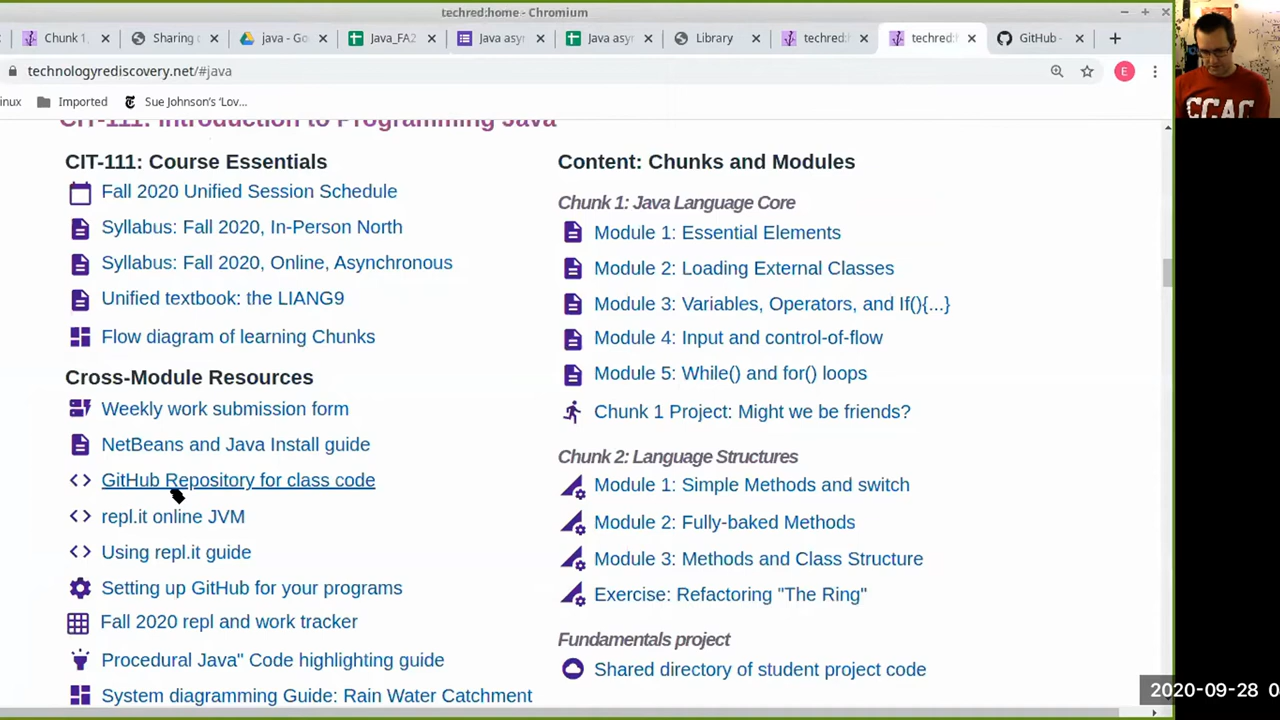 techred:home - Chromium
Chunk 1,
Sharing
java - Go
Java_FA2
Java asy
Java asy
Library
techred:
techred:
GitHub -
technologyrediscovery.net/#java
E
inux
Imported
Sue Johnson's 'Lov...
CIT-111: Introduction to Programming Java
CIT-111: Course Essentials
Fall 2020 Unified Session Schedule
Syllabus: Fall 2020, In-Person North
Syllabus: Fall 2020, Online, Asynchronous
Unified textbook: the LIANG9
Flow diagram of learning Chunks
Cross-Module Resources
Weekly work submission form
NetBeans and Java Install guide
GitHub Repository for class code
repl.it online JVM
Using repl.it guide
Setting up GitHub for your programs
Fall 2020 repl and work tracker
Procedural Java" Code highlighting guide
System diagramming Guide: Rain Water Catchment
Content: Chunks and Modules
Chunk 1: Java Language Core
Module 1: Essential Elements
Module 2: Loading External Classes
Module 3: Variables, Operators, and If(){...}
Module 4: Input and control-of-flow
Module 5: While() and for() loops
Chunk 1 Project: Might we be friends?
Chunk 2: Language Structures
Module 1: Simple Methods and switch
Module 2: Fully-baked Methods
Module 3: Methods and Class Structure
Exercise: Refactoring "The Ring"
Fundamentals project
Shared directory of student project code
CCAC
2020-09-28